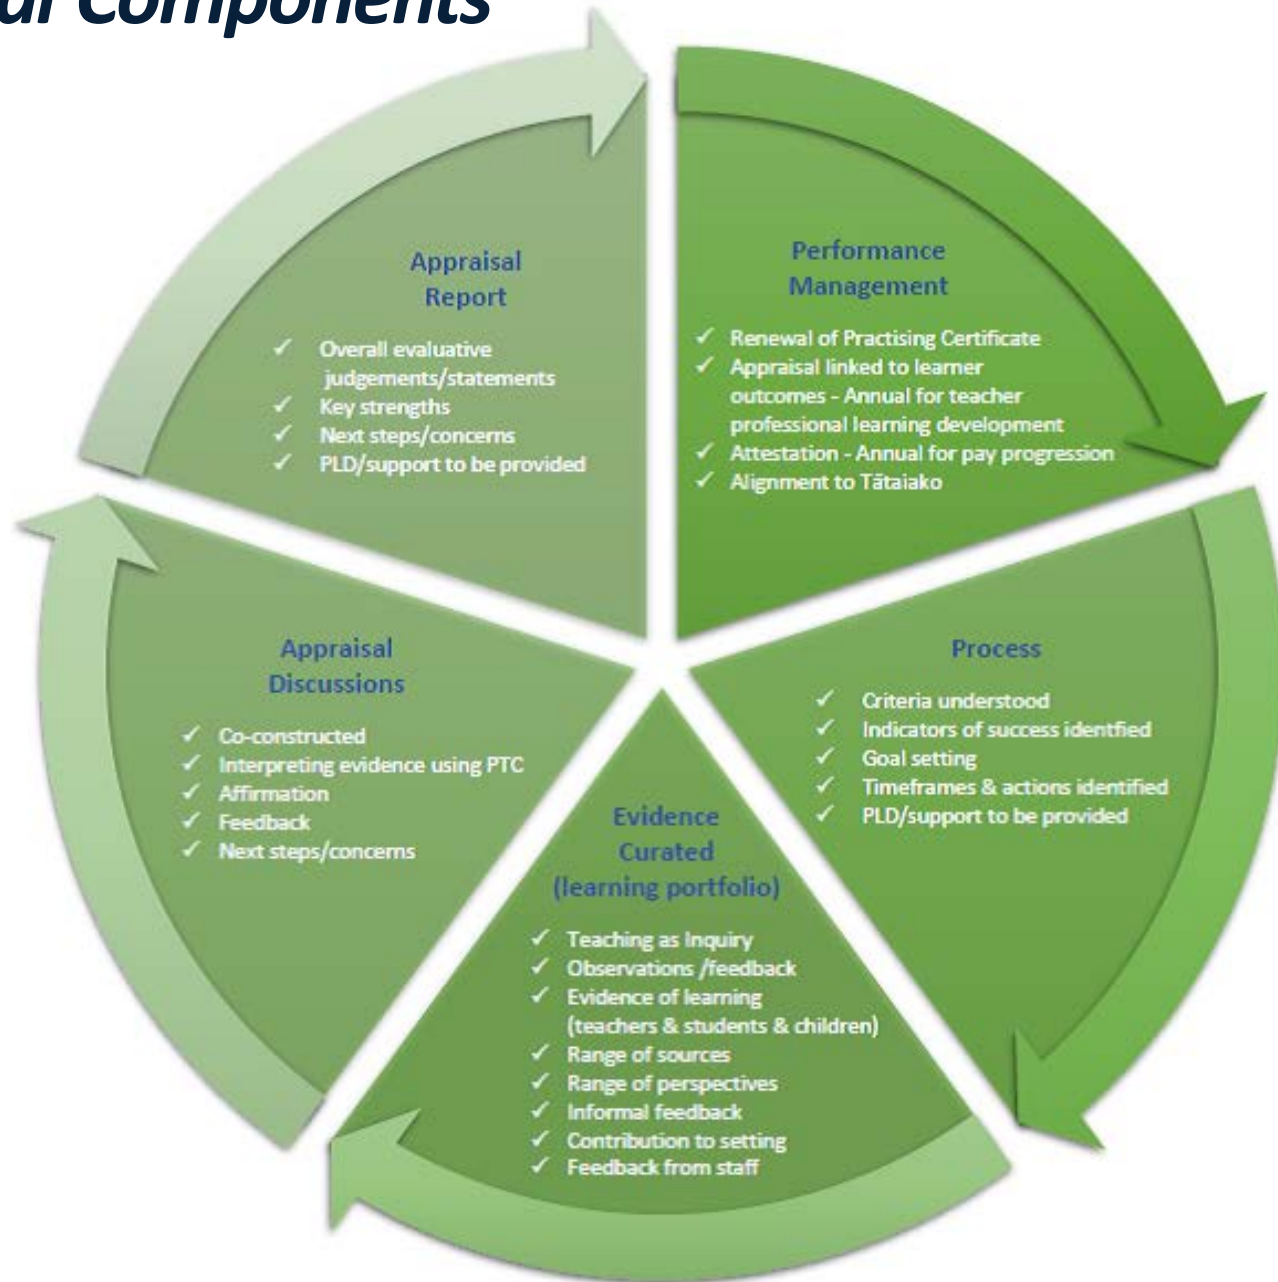 Components
Performance
Management
✓ Renewal of Practising Certificate
✓ Appraisal linked to learner
outcomes - Annual for teacher
professional learning development
✓ Attestation - Annual for pay progression
✓ Alignment to Tātaiako
Process
✓ Criteria understood
✓ Indicators of success identfied
✓ Goal setting
✓ Timeframes & actions identified
✓ PLD/support to be provided
Evidence
Curated
(learning portfolio)
✓ Teaching as Inquiry
✓ Observations /feedback
✓ Evidence of learning
(teachers & students & children)
✓ Range of sources
✓ Range of perspectives
✓ Informal feedback
✓ Contribution to setting
✓ Feedback from staff
Appraisal
Discussions
✓ Co-constructed
✓ Interpreting evidence using PTC
✓ Affirmation
✓ Feedback
✓ Next steps/concerns
Appraisal
Report
✓ Overall evaluative
judgements/statements
✓ Key strengths
✓ Next steps/concerns
✓ PLD/support to be provided